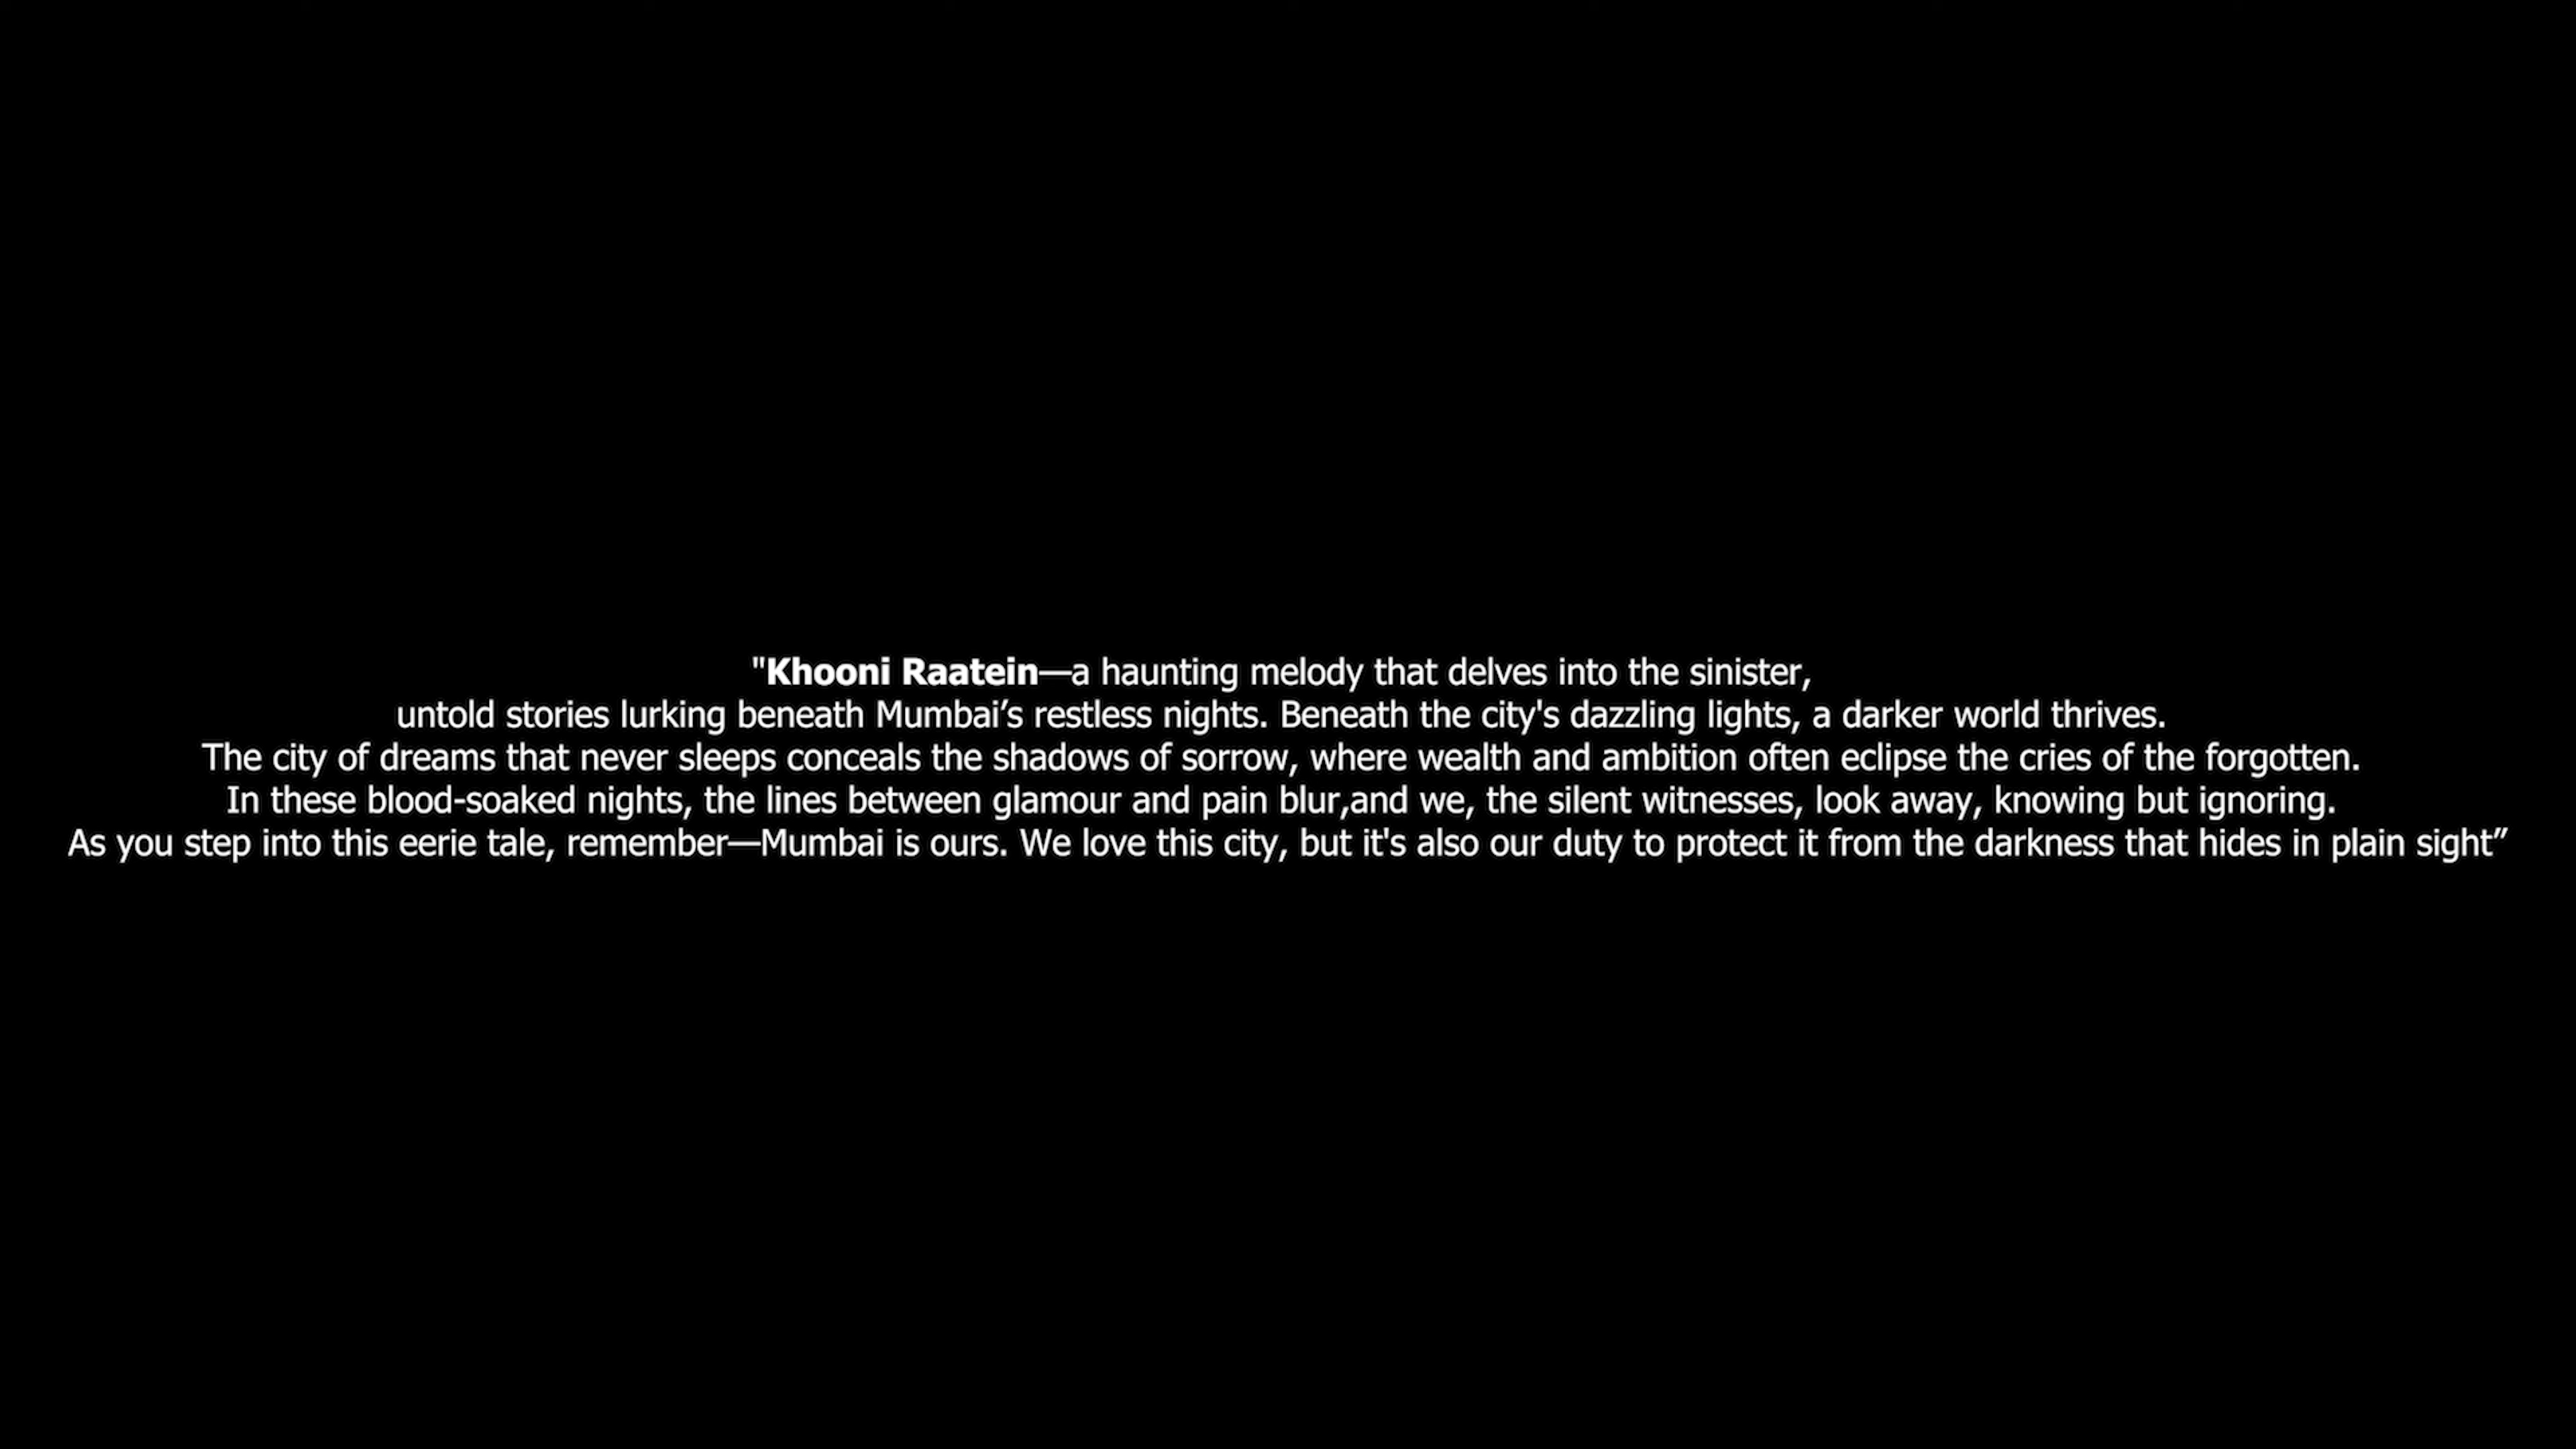 "Khooni Raatein—a haunting melody that delves into the sinister,
untold stories lurking beneath Mumbai’s restless nights. Beneath the city's dazzling lights, a darker world thrives.
The city of dreams that never sleeps conceals the shadows of sorrow, where wealth and ambition often eclipse the cries of the forgotten.
In these blood-soaked nights, the lines between glamour and pain blur,and we, the silent witnesses, look away, knowing but ignoring.
As you step into this eerie tale, remember—Mumbai is ours. We love this city, but it's also our duty to protect it from the darkness that hides in plain sight”